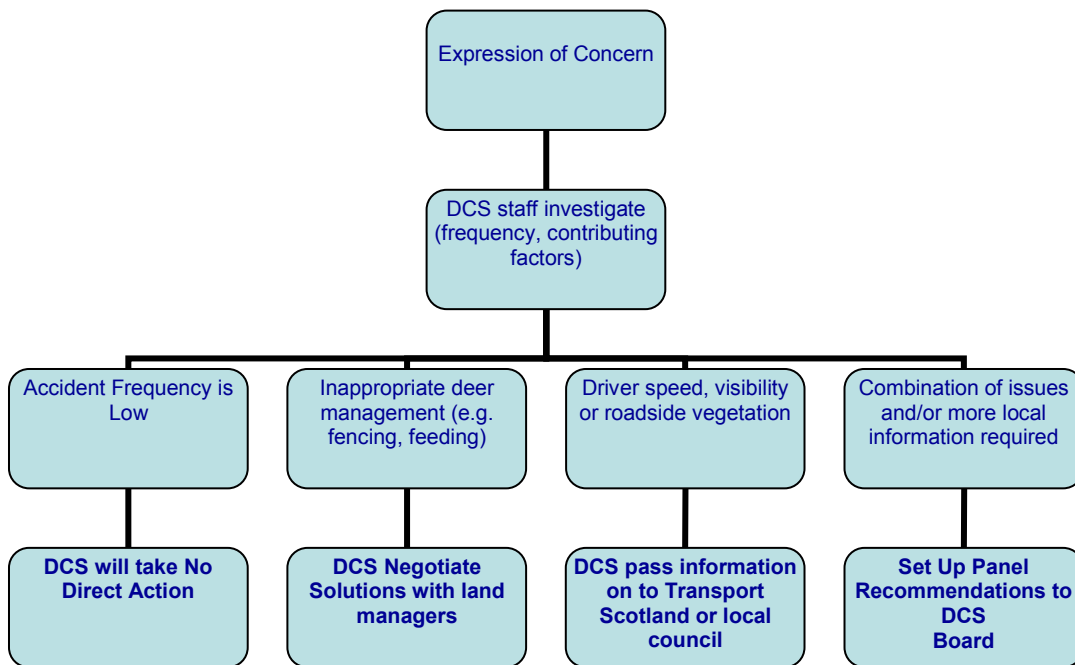 Expression of Concern
DCS staff investigate
(frequency, contributing
factors)
Accident Frequency is
Low
Inappropriate deer
management (e.g.
fencing, feeding)
Driver speed, visibility
or roadside vegetation
Combination of issues
and/or more local
information required
DCS will take No
Direct Action
DCS Negotiate
Solutions with land
managers
DCS pass information
on to Transport
Scotland or local
council
Set Up Panel
Recommendations to
DCS
Board